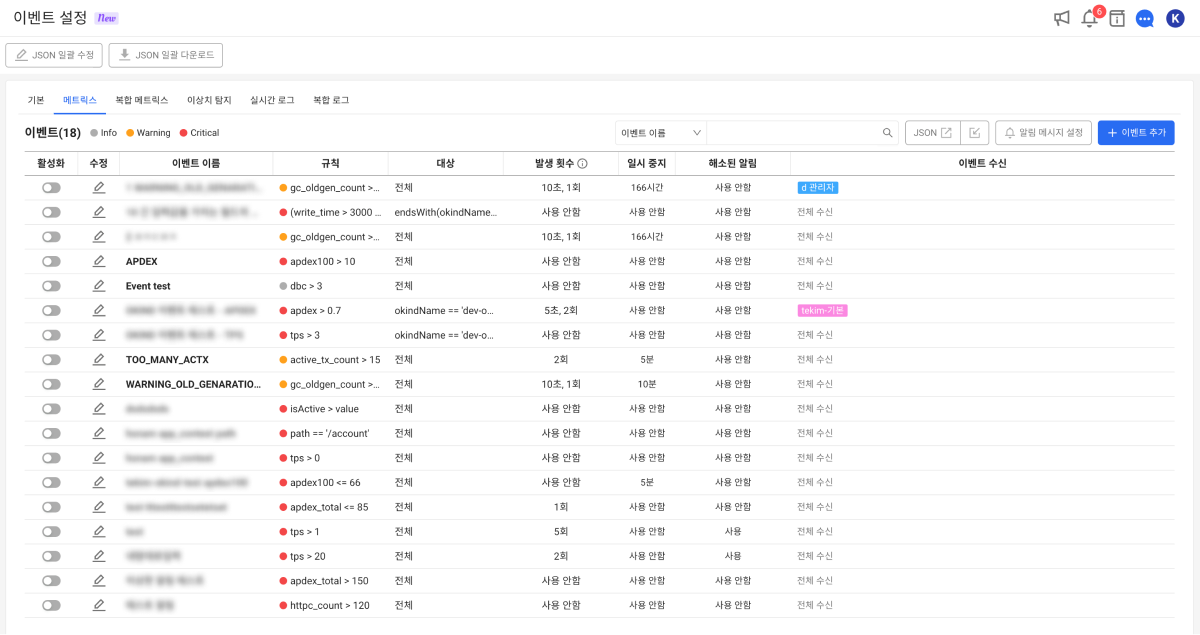 이벤트 설정 New
6
K
JSON 일괄 수정 JSON 일괄 다운로드
기본 메트릭스 복합 메트릭스 이상치 탐지 실시간 로그 복합 로그
이벤트(18) Info Warning Critical 이벤트 이름 JSON 알림 메시지 설정 이벤트 추가
활성화 수정 이벤트 이름 규칙 대상 발생 횟수 일시 중지 해소된 알림 이벤트 수신
gc_oldgen_count >... 전체 10초, 1회 166시간 사용 안함 d 관리자
(write_time > 3000 ... endsWith(okindName... 사용 안함 사용 안함 사용 안함 전체 수신
gc_oldgen_count >... 전체 10초, 1회 166시간 사용 안함 전체 수신
APDEX apdex100 > 10 전체 사용 안함 사용 안함 사용 안함 전체 수신
Event test dbc > 3 전체 사용 안함 사용 안함 사용 안함 전체 수신
apdex > 0.7 okindName == 'dev-o... 5초, 2회 사용 안함 사용 안함 tekim-기본
tps > 3 okindName == 'dev-o... 사용 안함 사용 안함 사용 안함 전체 수신
TOO_MANY_ACTX active_tx_count > 15 전체 2회 5분 사용 안함 전체 수신
WARNING_OLD_GENARATIO... gc_oldgen_count >... 전체 10초, 1회 10분 사용 안함 전체 수신
isActive > value 전체 사용 안함 사용 안함 사용 안함 전체 수신
path == '/account' 전체 사용 안함 사용 안함 사용 안함 전체 수신
tps > 0 전체 사용 안함 사용 안함 사용 안함 전체 수신
apdex100 <= 66 전체 사용 안함 5분 사용 안함 전체 수신
apdex_total <= 85 전체 1회 사용 안함 사용 안함 전체 수신
tps > 1 전체 5회 사용 안함 사용 전체 수신
tps > 20 전체 2회 사용 안함 사용 전체 수신
apdex_total > 150 전체 사용 안함 사용 안함 사용 안함 전체 수신
httpc_count > 120 전체 사용 안함 사용 안함 사용 안함 전체 수신